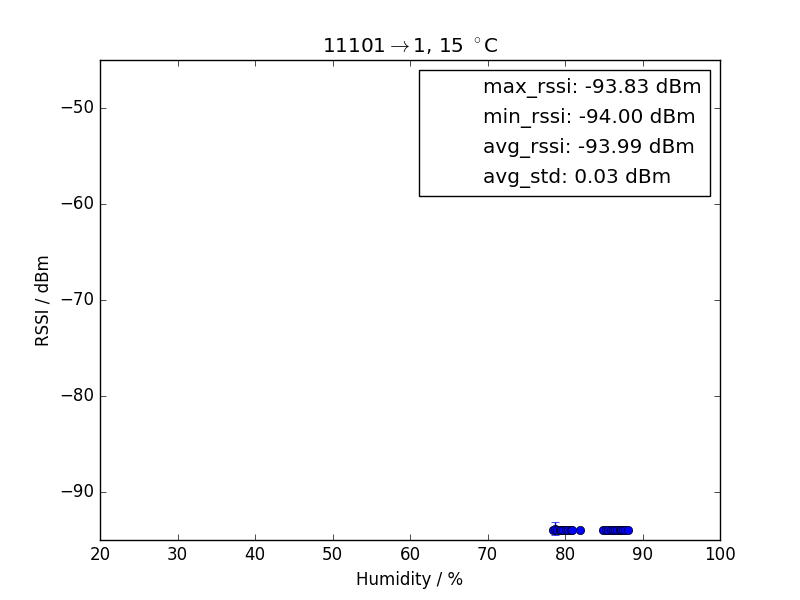 11101→1, 15 °C
max_rssi: -93.83 dBm
min_rssi: -94.00 dBm
avg_rssi: -93.99 dBm
avg_std: 0.03 dBm
RSSI / dBm
−50
−60
−70
−80
−90
20 30 40 50 60 70 80 90 100
Humidity / %